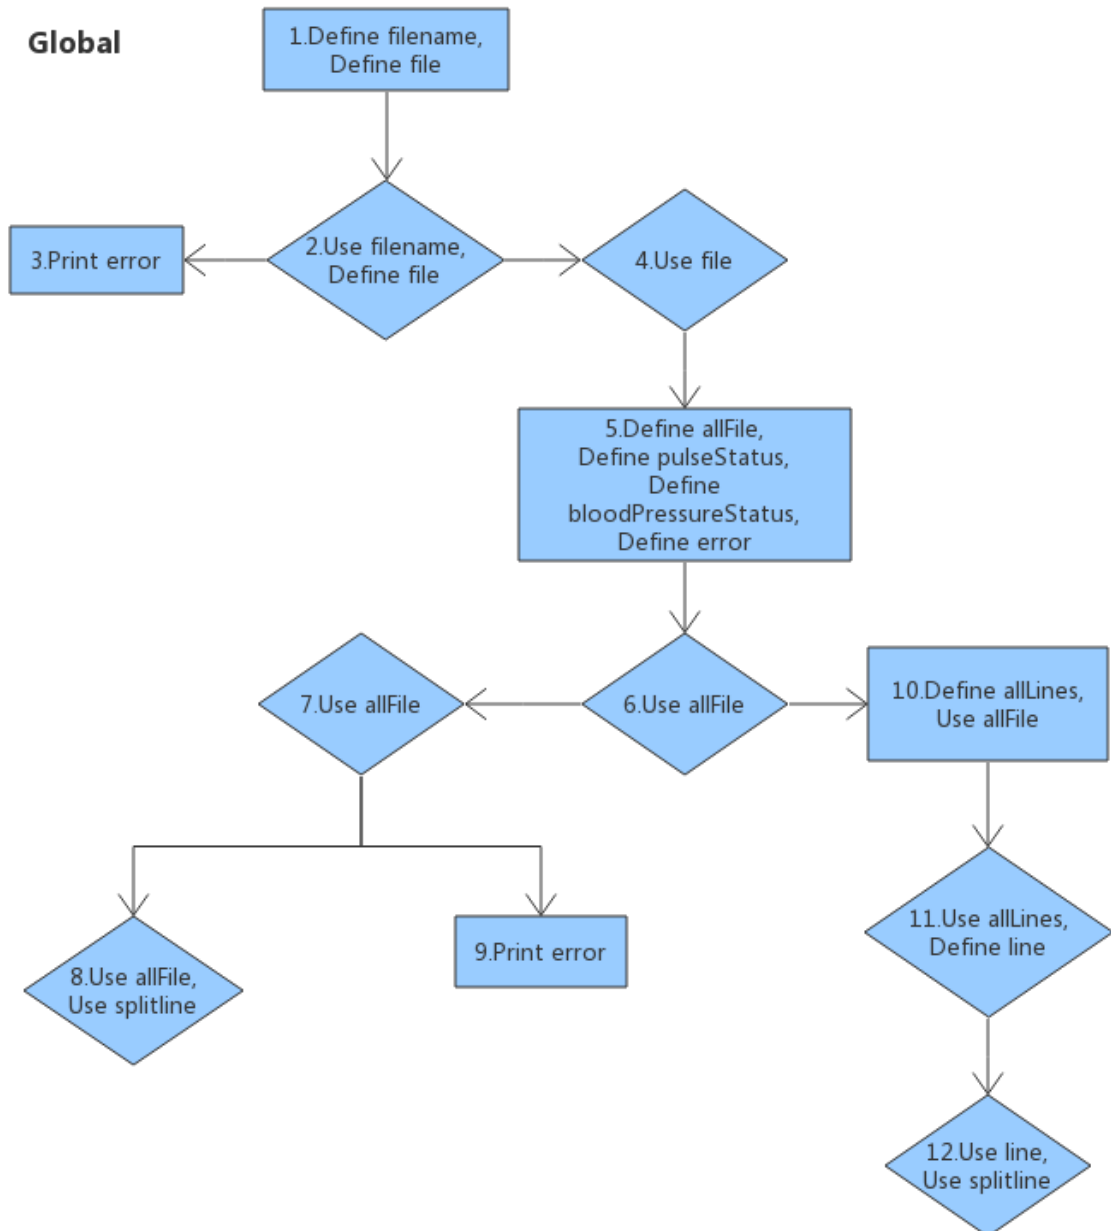 Global
1.Define filename,
Define file
2.Use filename,
Define file
3.Print error
4.Use file
5.Define allFile,
Define pulseStatus,
Define
bloodPressureStatus,
Define error
6.Use allFile
7.Use allFile
8.Use allFile,
Use splitline
9.Print error
10.Define allLines,
Use allFile
11.Use allLines,
Define line
12.Use line,
Use splitline